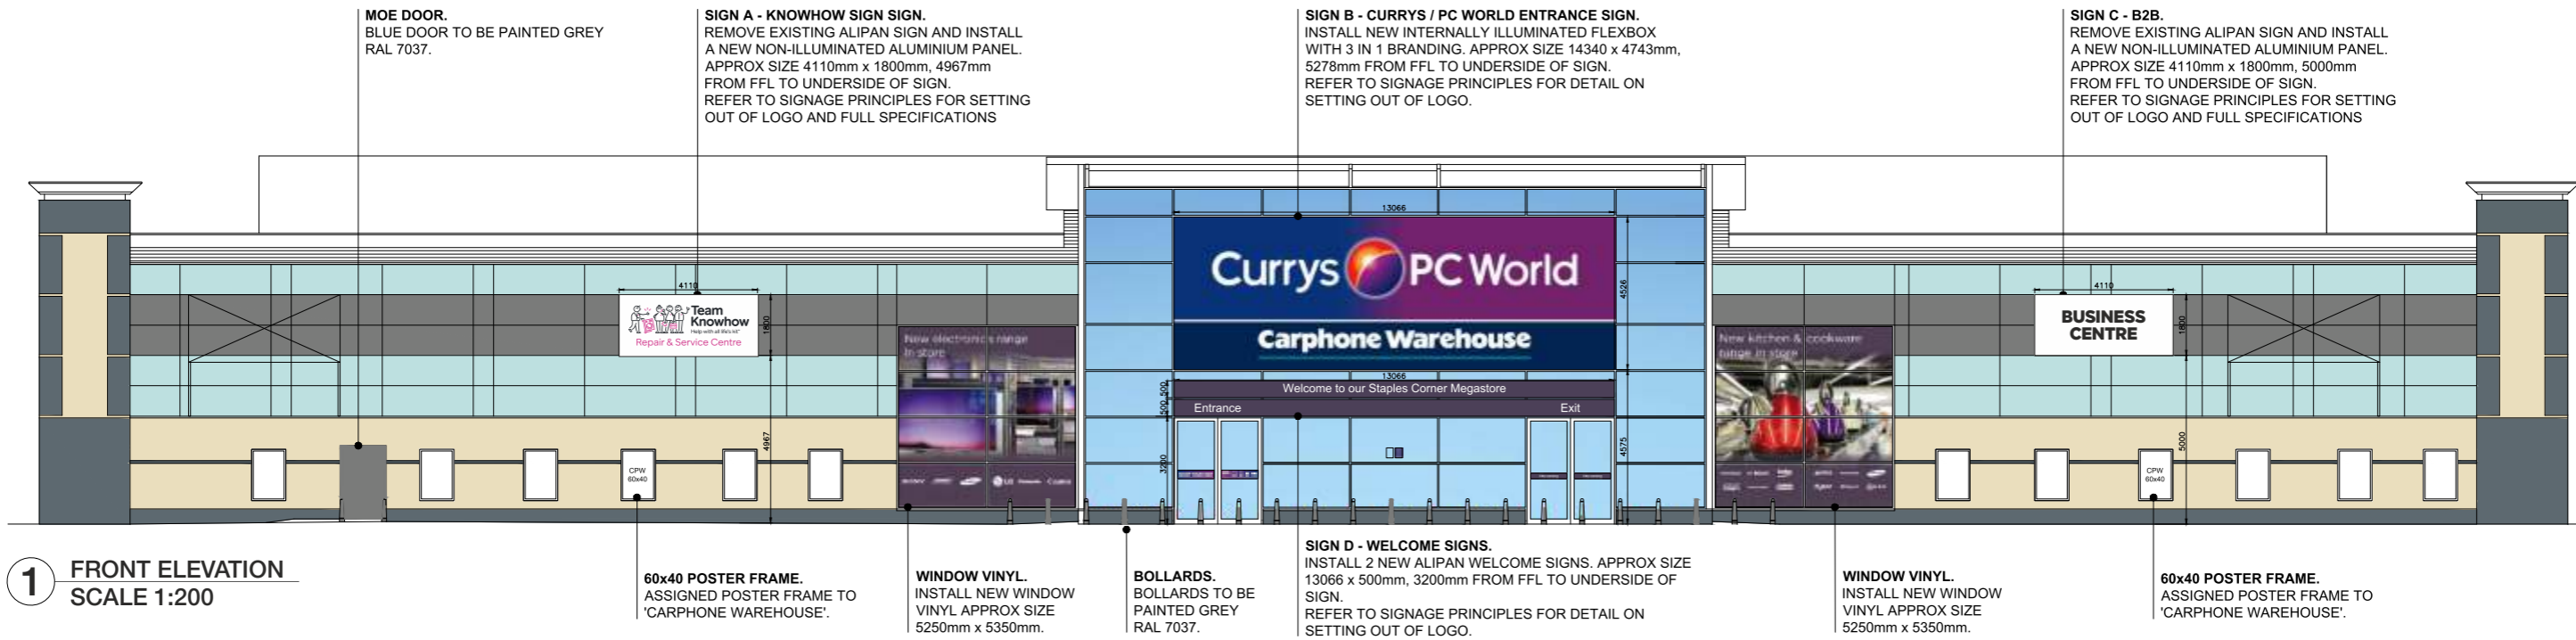 MOE DOOR.
BLUE DOOR TO BE PAINTED GREY
RAL 7037.
SIGN A - KNOWHOW SIGN SIGN.
REMOVE EXISTING ALIPAN SIGN AND INSTALL
A NEW NON-ILLUMINATED ALUMINIUM PANEL.
APPROX SIZE 4110mm x 1800mm, 4967mm
FROM FFL TO UNDERSIDE OF SIGN.
REFER TO SIGNAGE PRINCIPLES FOR SETTING
OUT OF LOGO AND FULL SPECIFICATIONS
SIGN B - CURRYS / PC WORLD ENTRANCE SIGN.
INSTALL NEW INTERNALLY ILLUMINATED FLEXBOX
WITH 3 IN 1 BRANDING. APPROX SIZE 14340 x 4743mm,
5278mm FROM FFL TO UNDERSIDE OF SIGN.
REFER TO SIGNAGE PRINCIPLES FOR DETAIL ON
SETTING OUT OF LOGO.
SIGN C - B2B.
REMOVE EXISTING ALIPAN SIGN AND INSTALL
A NEW NON-ILLUMINATED ALUMINIUM PANEL.
APPROX SIZE 4110mm x 1800mm, 5000mm
FROM FFL TO UNDERSIDE OF SIGN.
REFER TO SIGNAGE PRINCIPLES FOR SETTING
OUT OF LOGO AND FULL SPECIFICATIONS
13066
Currys PC World
4526
Carphone Warehouse
13066
Welcome to our Staples Corner Megastore
Entrance
Exit
500
500
3200
4575
4110
Team
Knowhow
Help with all life's kit
Repair & Service Centre
1800
4967
New electronics range
in store
LG
4110
BUSINESS
CENTRE
1800
5000
New kitchen & cookware
range in store
CPW
60x40
CPW
60x40
1
FRONT ELEVATION
SCALE 1:200
60x40 POSTER FRAME.
ASSIGNED POSTER FRAME TO
'CARPHONE WAREHOUSE'.
WINDOW VINYL.
INSTALL NEW WINDOW
VINYL APPROX SIZE
5250mm x 5350mm.
BOLLARDS.
BOLLARDS TO BE
PAINTED GREY
RAL 7037.
SIGN D - WELCOME SIGNS.
INSTALL 2 NEW ALIPAN WELCOME SIGNS. APPROX SIZE
13066 x 500mm, 3200mm FROM FFL TO UNDERSIDE OF
SIGN.
REFER TO SIGNAGE PRINCIPLES FOR DETAIL ON
SETTING OUT OF LOGO.
WINDOW VINYL.
INSTALL NEW WINDOW
VINYL APPROX SIZE
5250mm x 5350mm.
60x40 POSTER FRAME.
ASSIGNED POSTER FRAME TO
'CARPHONE WAREHOUSE'.